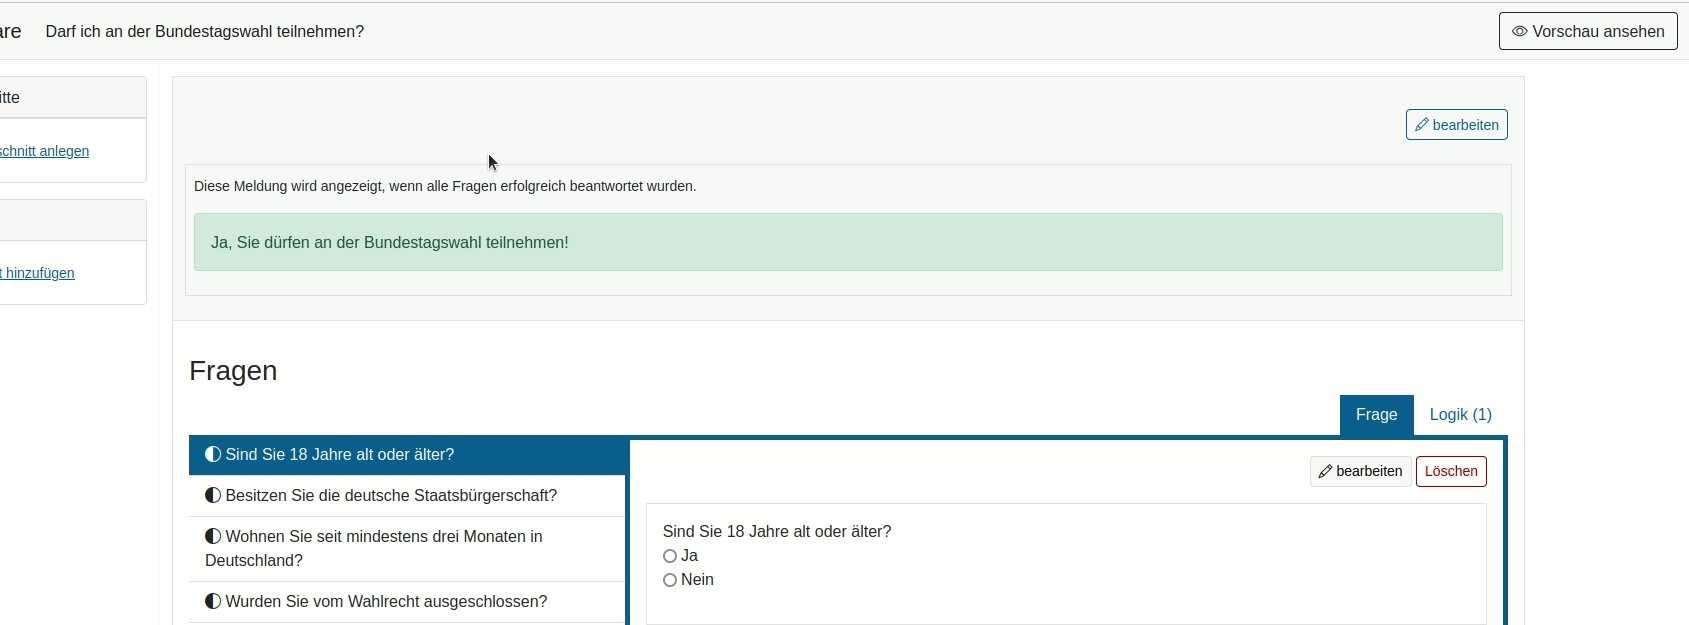 are Darf ich an der Bundestagswahl teilnehmen? Vorschau ansehen
itte
schnitt anlegen
t hinzufügen
bearbeiten
Diese Meldung wird angezeigt, wenn alle Fragen erfolgreich beantwortet wurden.
Ja, Sie dürfen an der Bundestagswahl teilnehmen!
Fragen
Frage Logik (1)
Sind Sie 18 Jahre alt oder älter?
Besitzen Sie die deutsche Staatsbürgerschaft?
Wohnen Sie seit mindestens drei Monaten in
Deutschland?
Wurden Sie vom Wahlrecht ausgeschlossen?
bearbeiten Löschen
Sind Sie 18 Jahre alt oder älter?
Ja
Nein